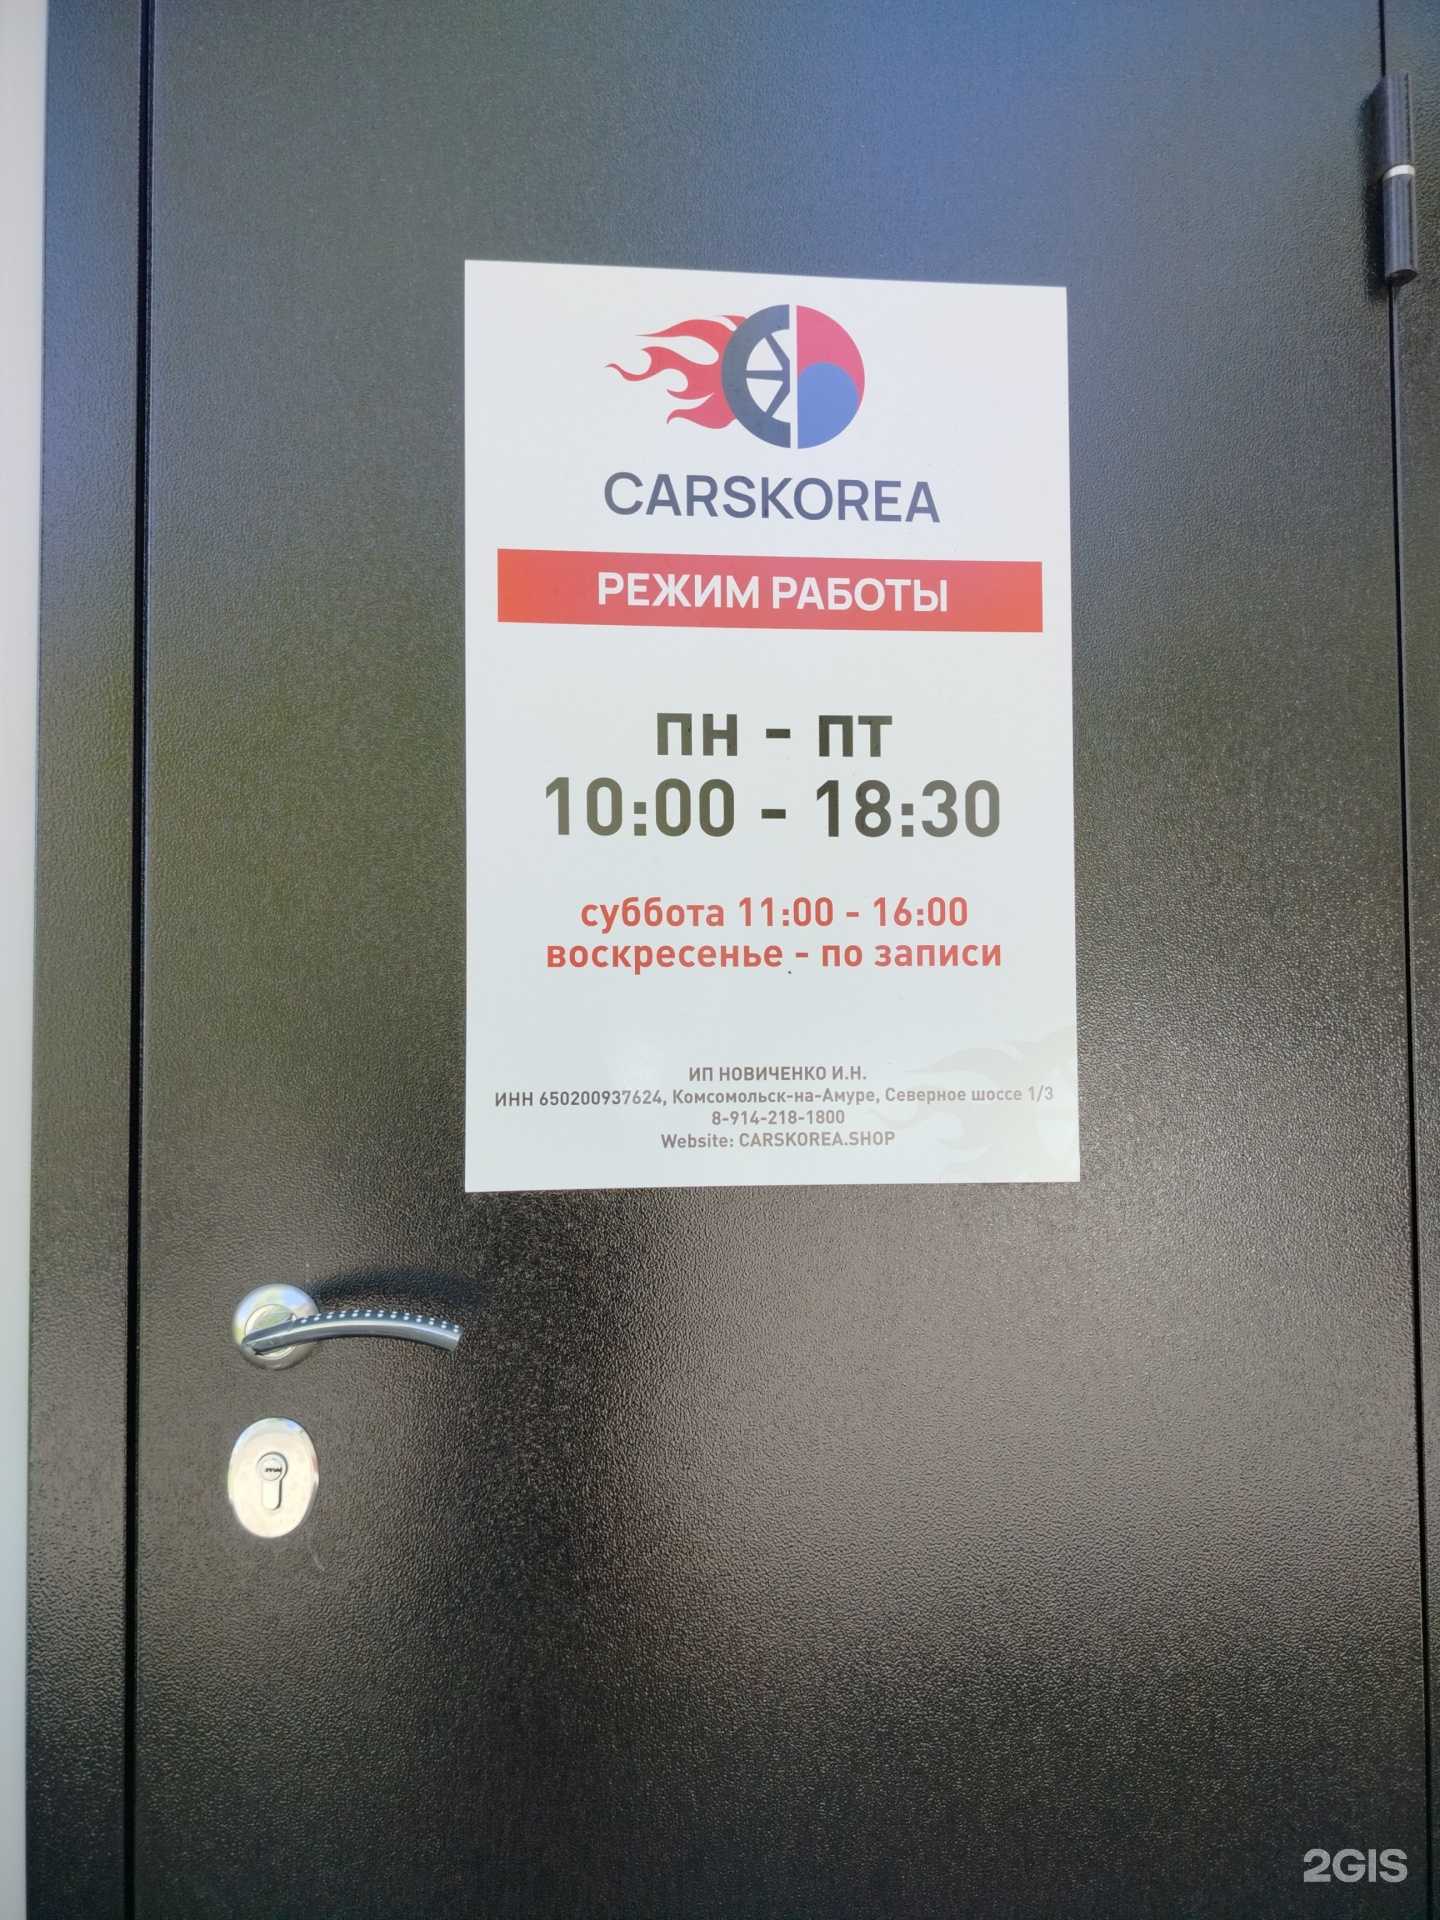 CARSKOREA
РЕЖИМ РАБОТЫ
пн - пт
10:00 - 18:30
суббота 11:00 - 16:00
воскресенье - по записи
ИП НОВИЧЕНКО И.Н.
ИНН 650200937624, Комсомольск-на-Амуре, Северное шоссе 1/3
8-914-218-1800
Website: CARSKOREA.SHOP
2GIS